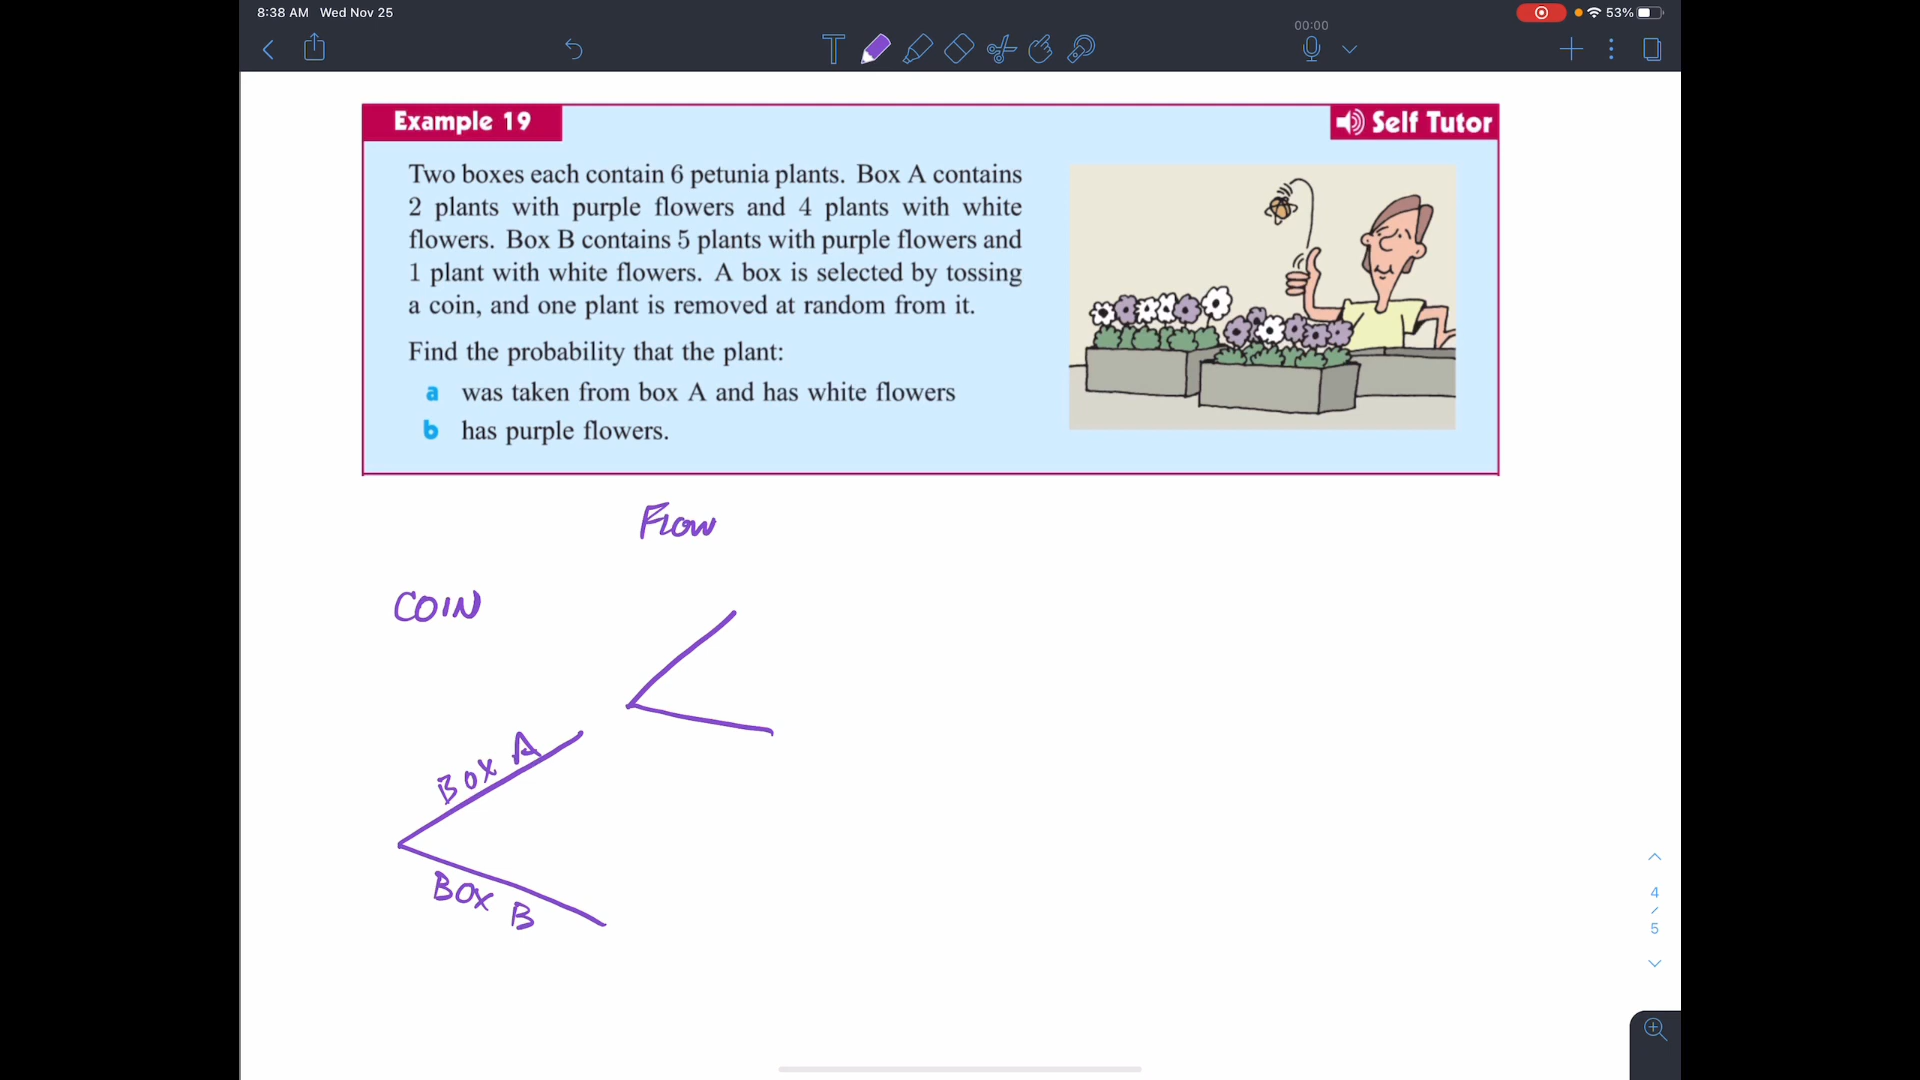 8:38 AM Wed Nov 25
53%
00:00
Example 19
Self Tutor
Two boxes each contain 6 petunia plants. Box A contains
2 plants with purple flowers and 4 plants with white
flowers. Box B contains 5 plants with purple flowers and
1 plant with white flowers. A box is selected by tossing
a coin, and one plant is removed at random from it.
Find the probability that the plant:
a was taken from box A and has white flowers
b has purple flowers.
Flow
COIN
Box A
Box B
4
/
5